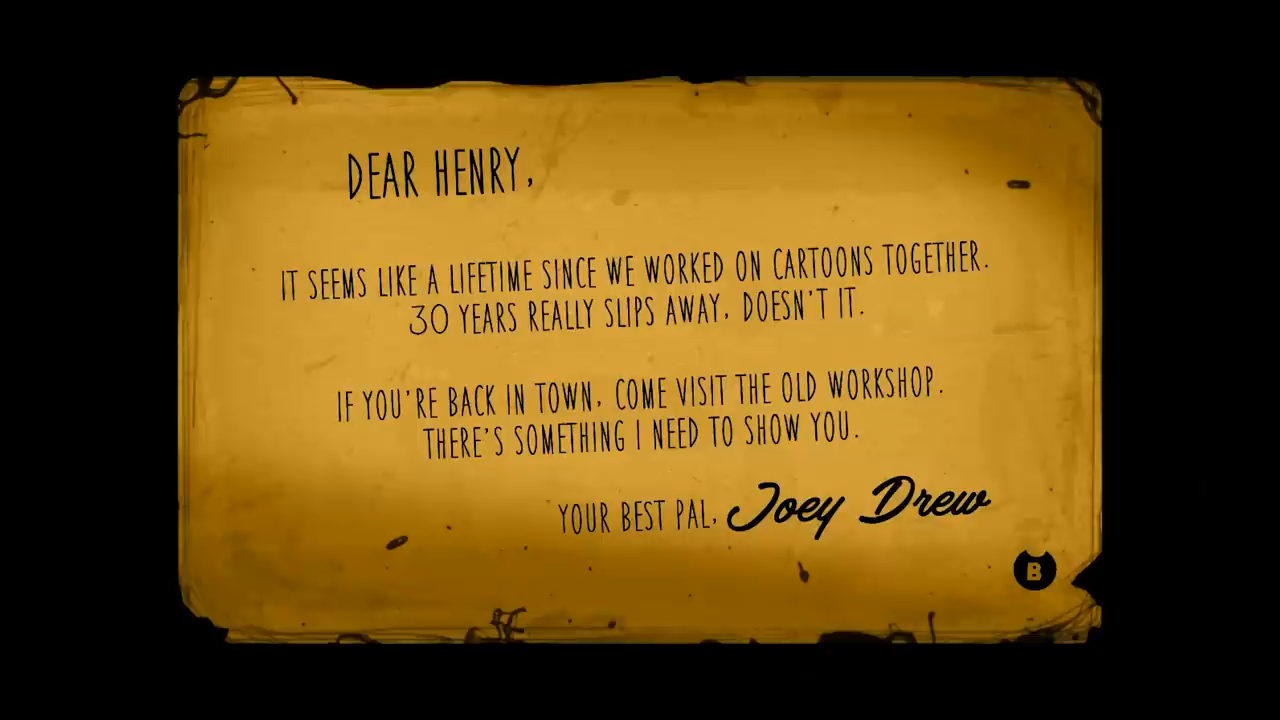 DEAR HENRY,
IT SEEMS LIKE A LIFETIME SINCE WE WORKED ON CARTOONS TOGETHER.
30 YEARS REALLY SLIPS AWAY, DOESN'T IT.
IF YOU'RE BACK IN TOWN, COME VISIT THE OLD WORKSHOP.
THERE'S SOMETHING I NEED TO SHOW YOU.
YOUR BEST PAL, Joey Drew
B